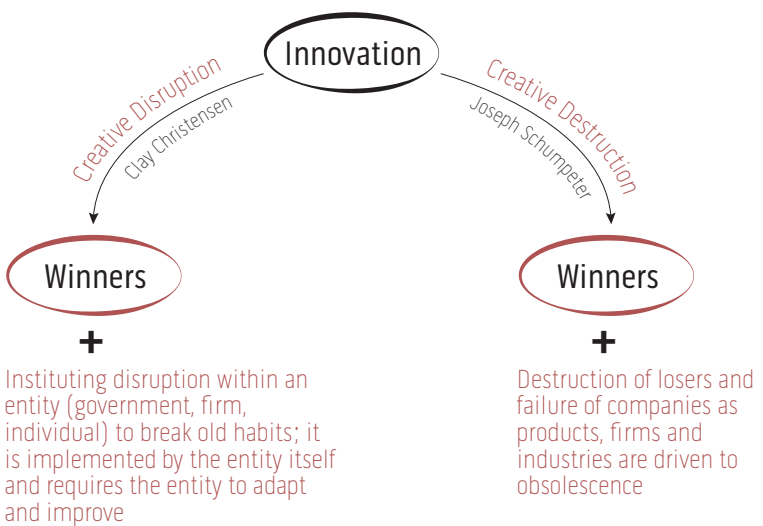 Innovation
Creative Disruption
Clay Christensen
Creative Destruction
Joseph Schumpeter
Winners
+
Instituting disruption within an
entity (government, firm,
individual) to break old habits; it
is implemented by the entity itself
and requires the entity to adapt
and improve
Winners
+
Destruction of losers and
failure of companies as
products, firms and
industries are driven to
obsolescence